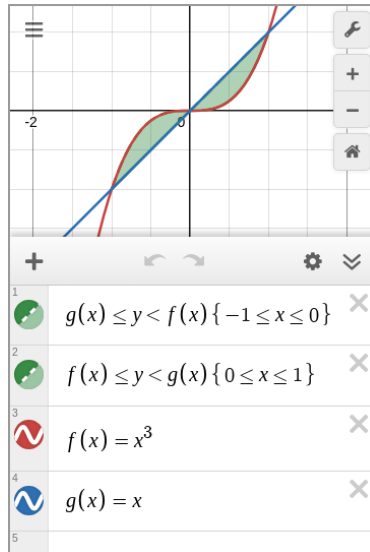 -2
0
1
g(x) ≤ y < f(x){−1 ≤ x ≤ 0}
2
f(x) ≤ y < g(x){0 ≤ x ≤ 1}
3
f(x) = x³
4
g(x) = x
5